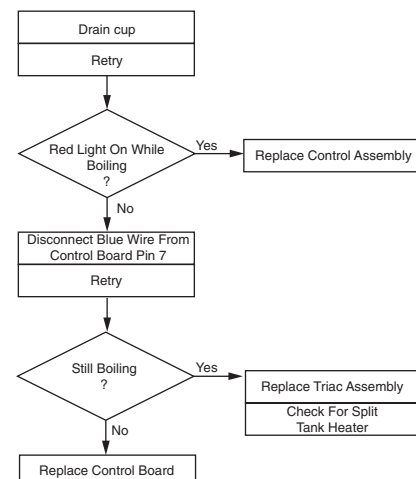 Drain cup
Retry
Red Light On While
Boiling
?
Yes
Replace Control Assembly
No
Disconnect Blue Wire From
Control Board Pin 7
Retry
Still Boiling
?
Yes
Replace Triac Assembly
Check For Split
Tank Heater
No
Replace Control Board